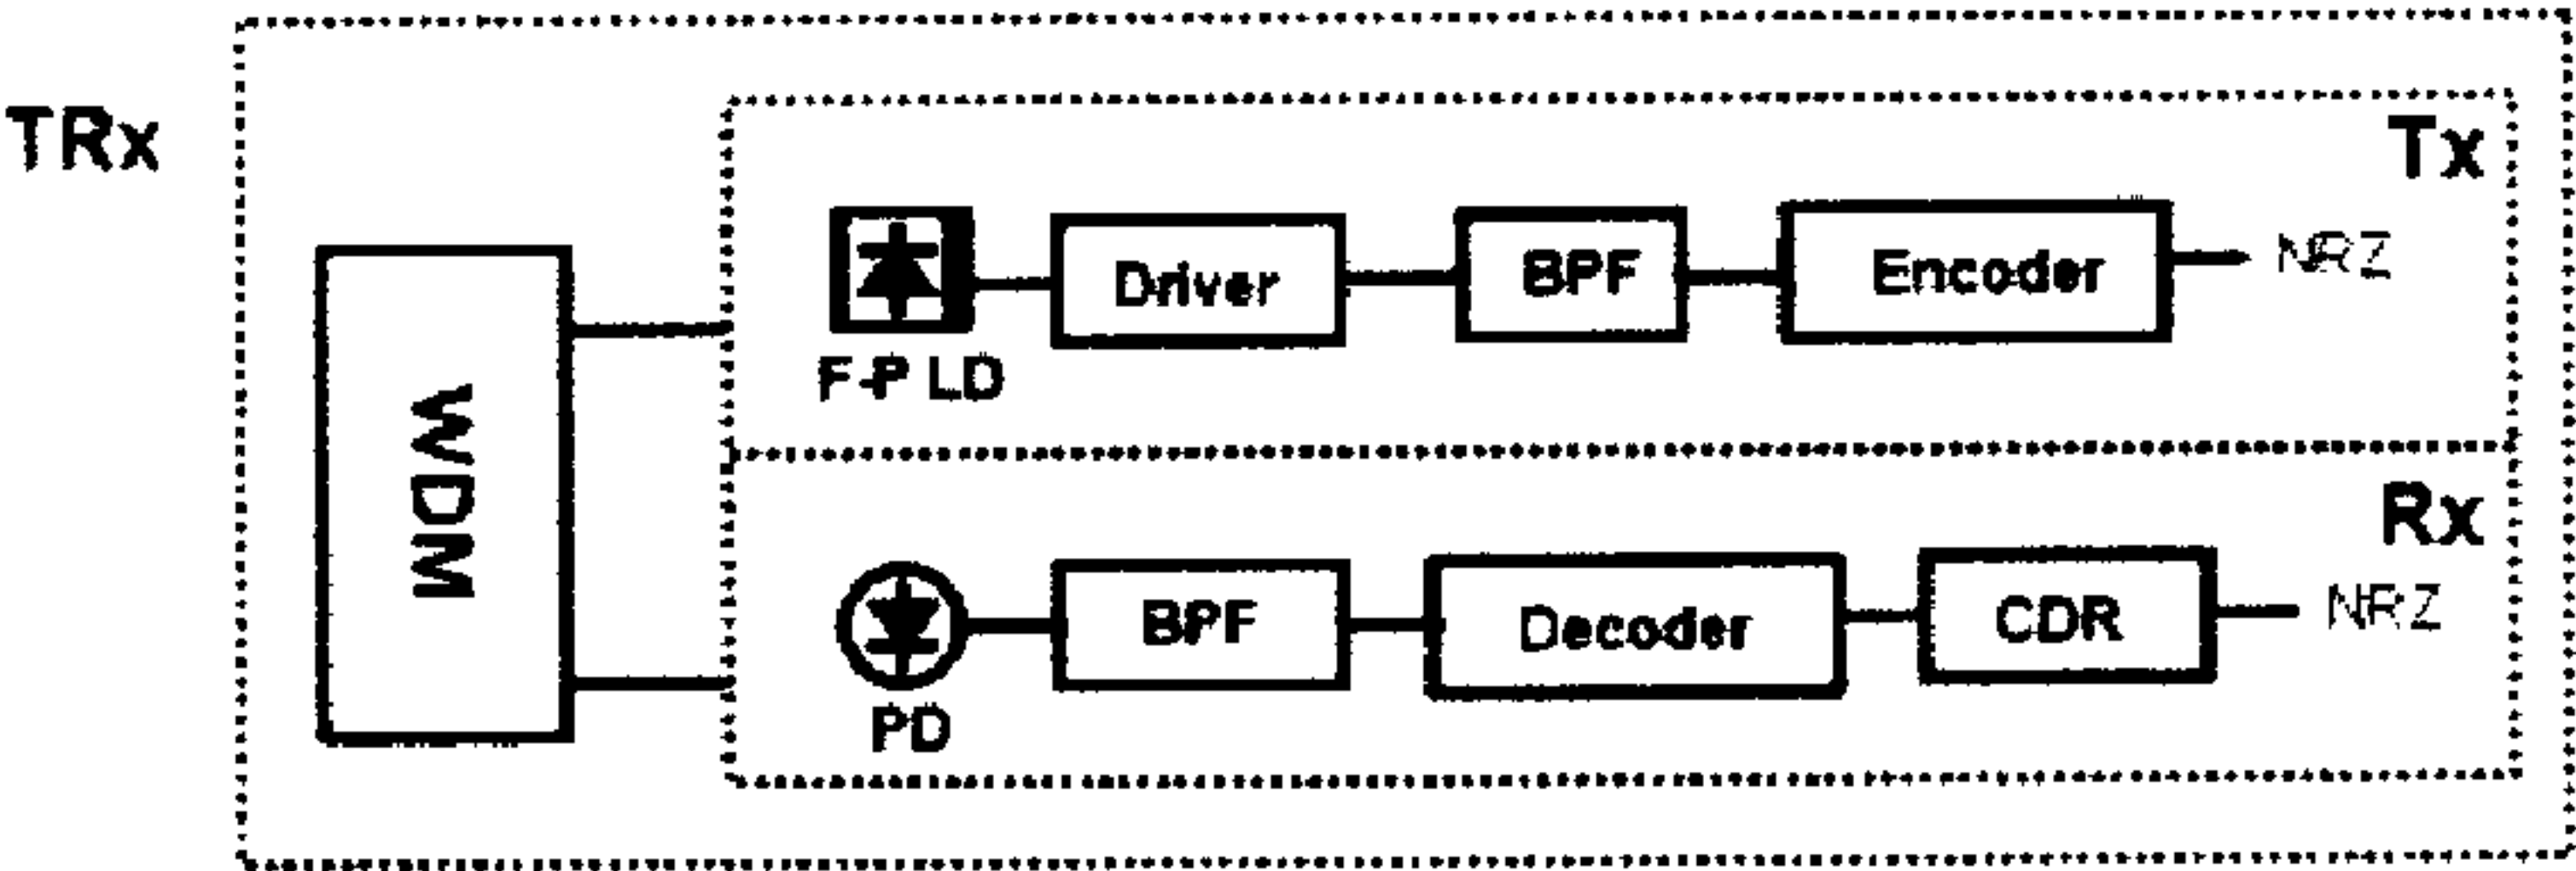 TRx
Tx
Driver
BPF
Encoder
NRZ
F-P LD
WDM
Rx
BPF
Decoder
CDR
NRZ
PD